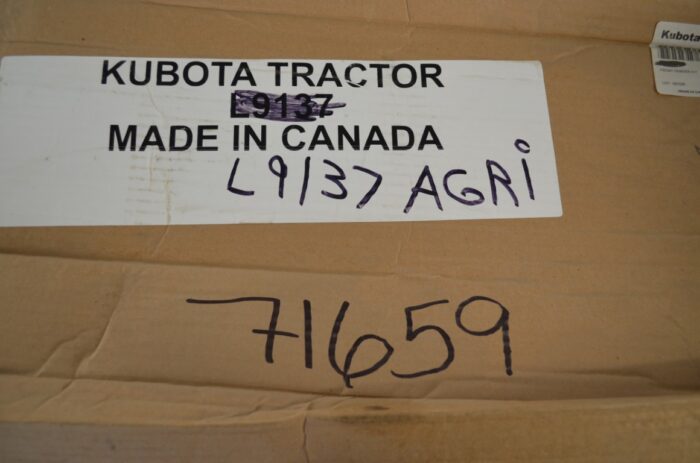 KUBOTA TRACTOR
L9137
MADE IN CANADA
L9137 AGRi
71659
Kubota